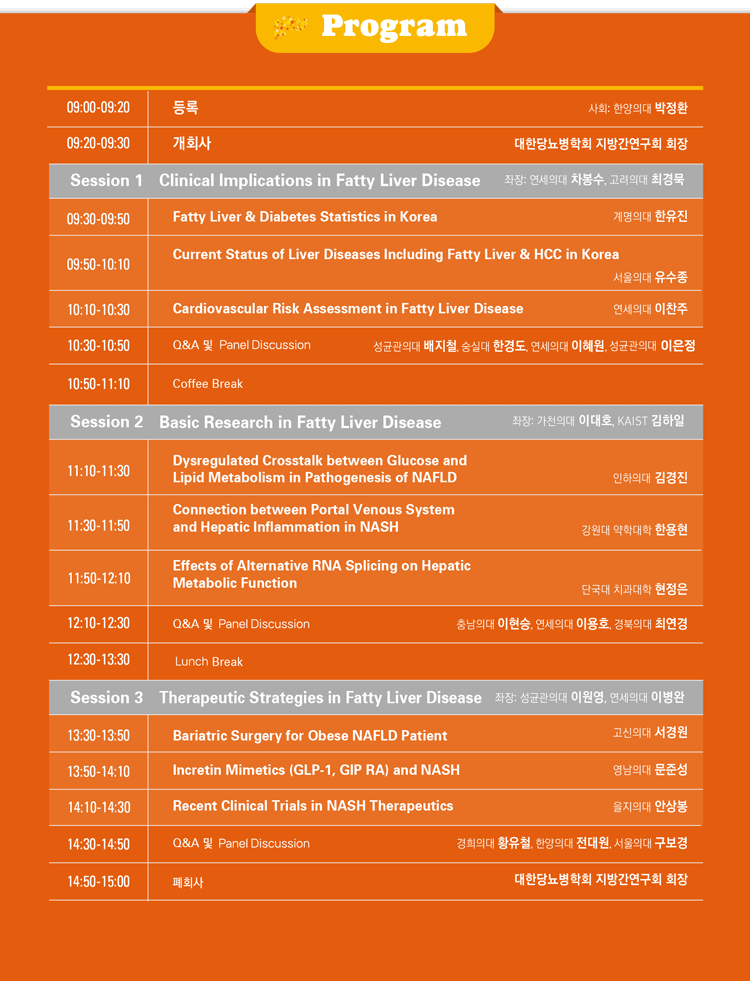 Program
09:00-09:20 등록 사회: 한양의대 박정환
09:20-09:30 개회사 대한당뇨병학회 지방간연구회 회장
Session 1 Clinical Implications in Fatty Liver Disease 좌장: 연세의대 차봉수, 고려의대 최경묵
09:30-09:50 Fatty Liver & Diabetes Statistics in Korea 계명의대 한유진
09:50-10:10 Current Status of Liver Diseases Including Fatty Liver & HCC in Korea
서울의대 유수종
10:10-10:30 Cardiovascular Risk Assessment in Fatty Liver Disease 연세의대 이찬주
10:30-10:50 Q&A 및 Panel Discussion 성균관의대 배지철, 숭실대 한경도, 연세의대 이혜원, 성균관의대 이은정
10:50-11:10 Coffee Break
Session 2 Basic Research in Fatty Liver Disease 좌장: 가천의대 이대호, KAIST 김하일
11:10-11:30 Dysregulated Crosstalk between Glucose and
Lipid Metabolism in Pathogenesis of NAFLD 인하의대 김경진
11:30-11:50 Connection between Portal Venous System
and Hepatic Inflammation in NASH 강원대 약학대학 한용현
11:50-12:10 Effects of Alternative RNA Splicing on Hepatic
Metabolic Function 단국대 치과대학 현정은
12:10-12:30 Q&A 및 Panel Discussion 충남의대 이현승, 연세의대 이용호, 경북의대 최연경
12:30-13:30 Lunch Break
Session 3 Therapeutic Strategies in Fatty Liver Disease 좌장: 성균관의대 이원영, 연세의대 이병완
13:30-13:50 Bariatric Surgery for Obese NAFLD Patient 고신의대 서경원
13:50-14:10 Incretin Mimetics (GLP-1, GIP RA) and NASH 영남의대 문준성
14:10-14:30 Recent Clinical Trials in NASH Therapeutics 을지의대 안상봉
14:30-14:50 Q&A 및 Panel Discussion 경희의대 황유철, 한양의대 전대원, 서울의대 구보경
14:50-15:00 폐회사 대한당뇨병학회 지방간연구회 회장